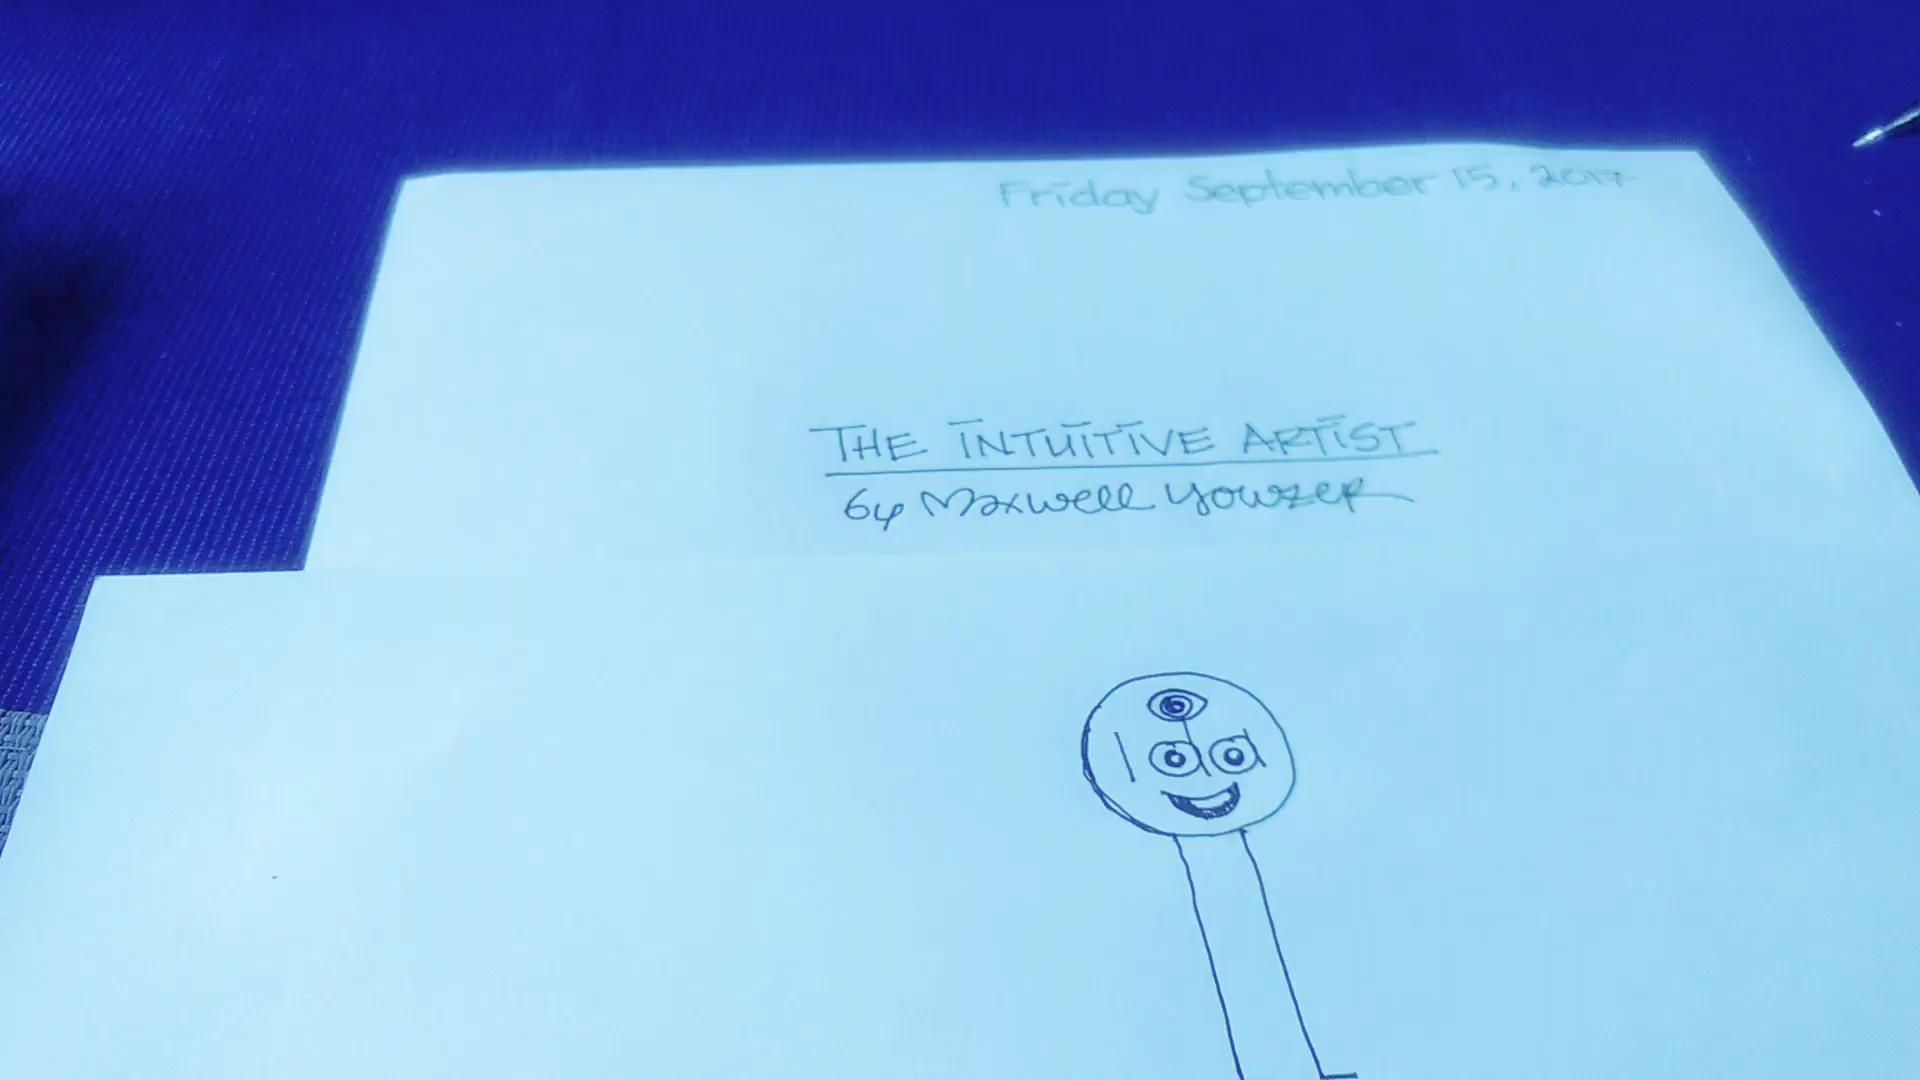 Friday September 15, 2017
THE INTUITIVE ARTIST
by Maxwell Yowzer